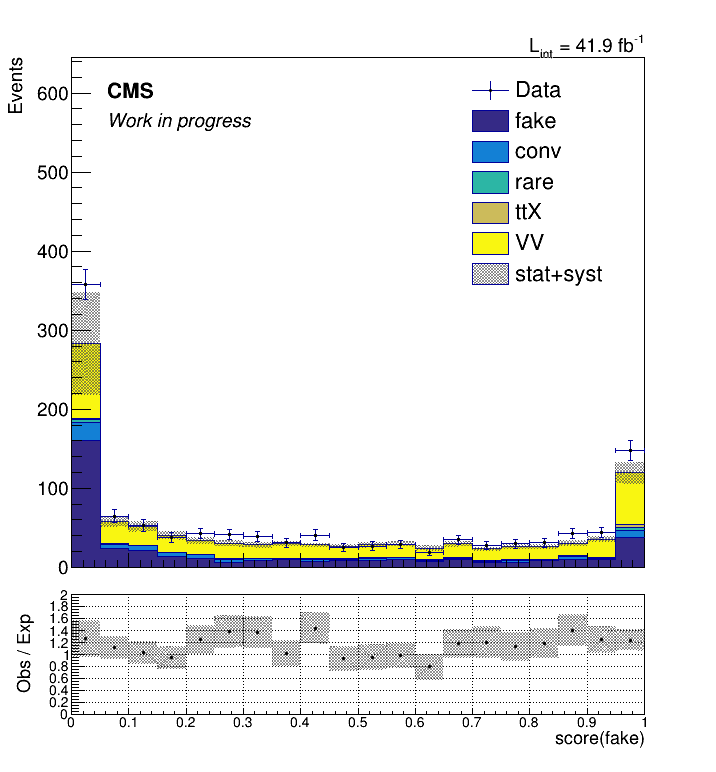 L_int = 41.9 fb^-1
Events
CMS
Work in progress
Data
fake
conv
rare
ttX
VV
stat+syst
600
500
400
300
200
100
0
Obs / Exp
2
1.8
1.6
1.4
1.2
1
0.8
0.6
0.4
0.2
0
0 0.1 0.2 0.3 0.4 0.5 0.6 0.7 0.8 0.9 1
score(fake)